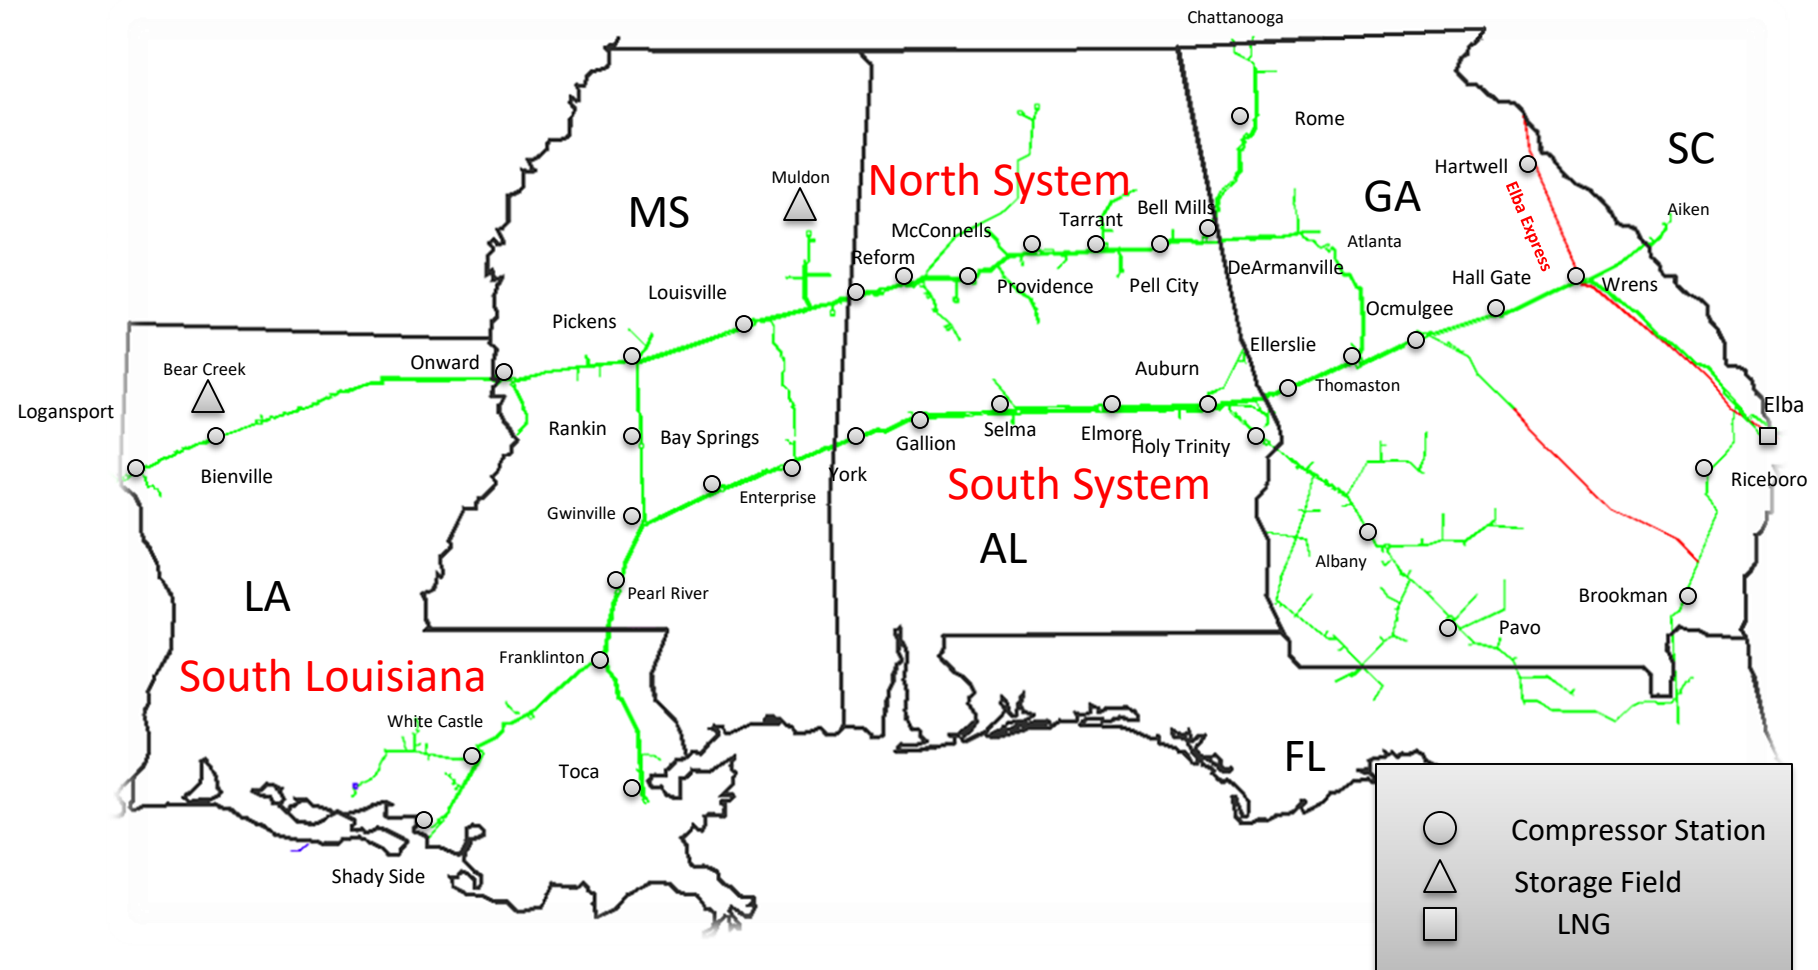 Chattanooga
Rome
SC
Hartwell
Muldon
North System
GA
MS
Elba Express
Bell Mills
Aiken
Tarrant
McConnells
Atlanta
Reform
DeArmanville
Hall Gate
Louisville
Providence
Pell City
Wrens
Ocmulgee
Pickens
Ellerslie
Onward
Bear Creek
Auburn
Thomaston
Logansport
Elba
Rankin
Bay Springs
Gallion
Selma
Elmore
Holy Trinity
Bienville
York
South System
Riceboro
Enterprise
Gwinville
AL
Albany
LA
Pearl River
Brookman
Pavo
Franklinton
South Louisiana
White Castle
FL
Toca
Shady Side
Compressor Station
Storage Field
LNG